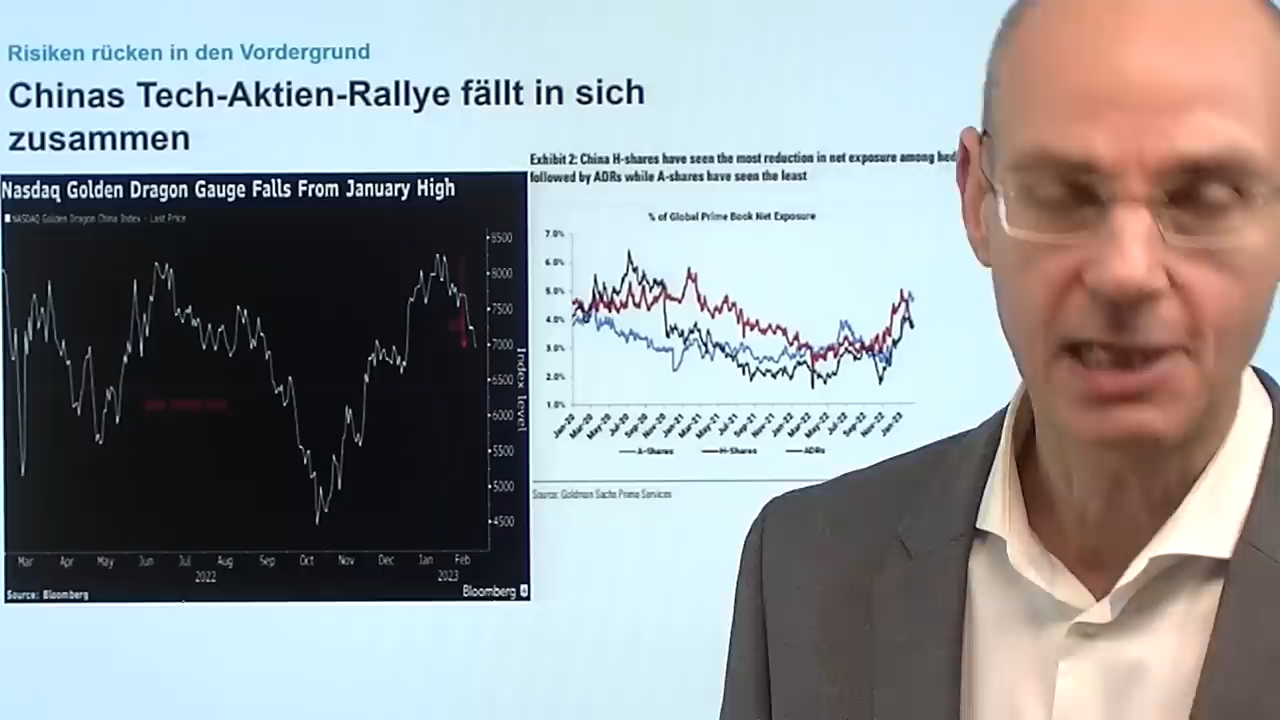 Risiken rücken in den Vordergrund
Chinas Tech-Aktien-Rallye fällt in sich
zusammen
Nasdaq Golden Dragon Gauge Falls From January High
NASDAQ Golden Dragon China Index - Last Price
8500
8000
7500
7000
6500
6000
5500
5000
4500
Index level
Mar Apr May Jun Jul Aug Sep Oct Nov Dec Jan Feb
2022 2023
Source: Bloomberg
Bloomberg
Exhibit 2: China H-shares have seen the most reduction in net exposure among
followed by ADRs while A-shares have seen the least
% of Global Prime Book Net Exposure
7.0%
6.0%
5.0%
4.0%
3.0%
2.0%
1.0%
Jan-20 Mar-20 May-20 Jul-20 Sep-20 Nov-20 Jan-21 Mar-21 May-21 Jul-21 Sep-21 Nov-21 Jan-22 Mar-22 May-22 Jul-22 Sep-22 Nov-22 Jan-23
A-Shares H-Shares ADRs
Source: Goldman Sachs Prime Services